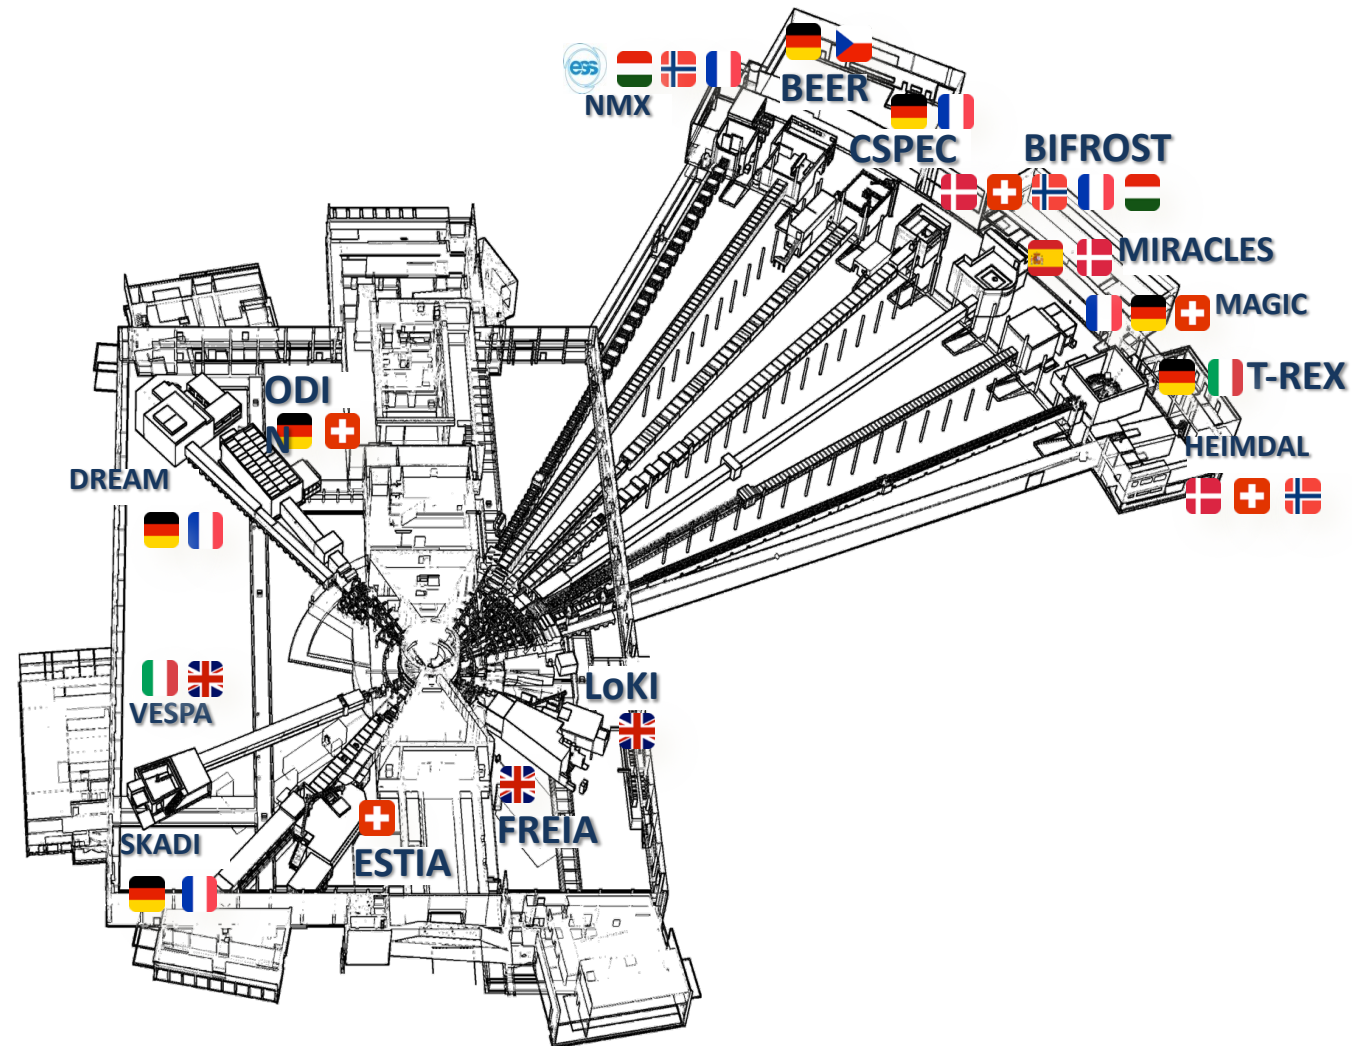 ess
NMX
BEER
CSPEC
BIFROST
MIRACLES
MAGIC
T-REX
HEIMDAL
ODI
N
DREAM
VESPA
SKADI
ESTIA
FREIA
LoKI